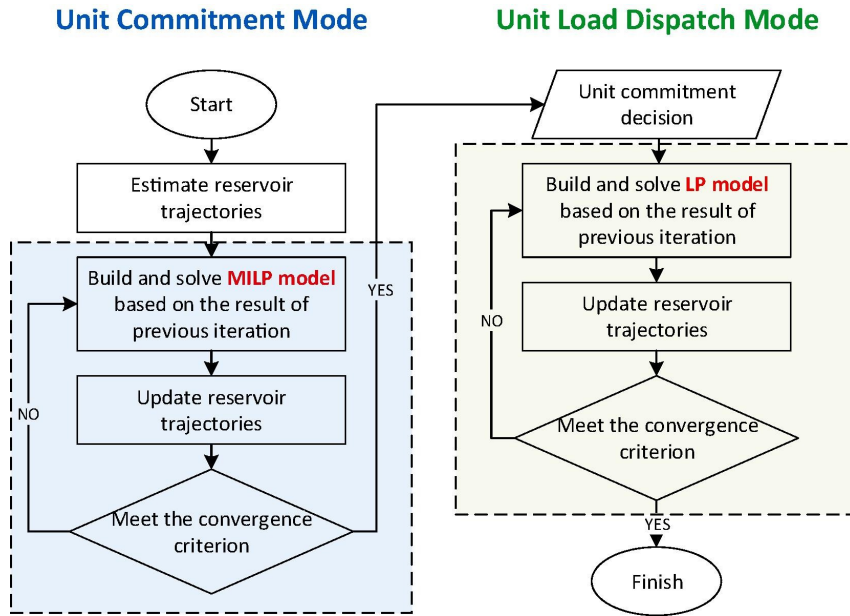 Unit Commitment Mode
Start
Estimate reservoir
trajectories
Build and solve MILP model
based on the result of
previous iteration
Update reservoir
trajectories
Meet the convergence
criterion
NO
YES
Unit Load Dispatch Mode
Unit commitment
decision
Build and solve LP model
based on the result of
previous iteration
Update reservoir
trajectories
Meet the convergence
criterion
NO
YES
Finish